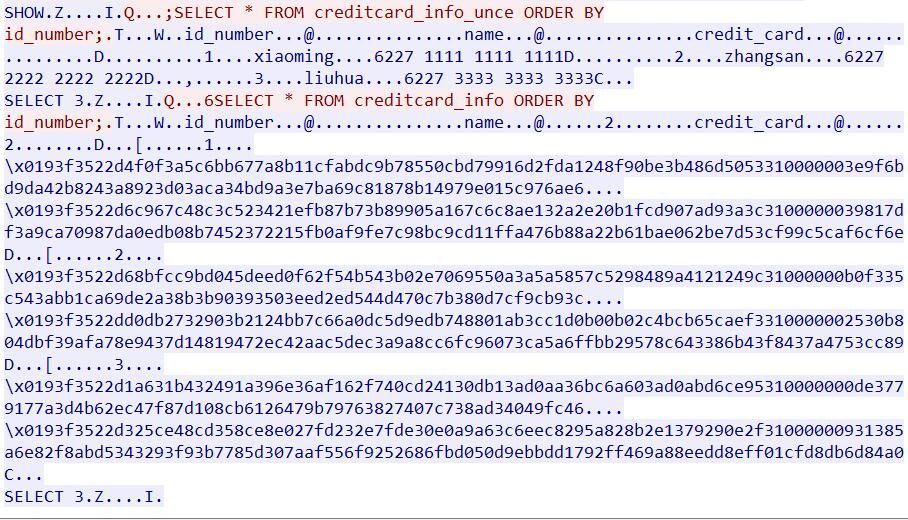 SHOW.Z....I.Q...;SELECT * FROM creditcard_info_unce ORDER BY
id_number;.T...W..id_number...@...............name...@...............credit_card...@......
.........D..........1....xiaoming....6227 1111 1111 1111D..........2....zhangsan....6227
2222 2222 2222D...,......3....liuhua....6227 3333 3333 3333C...
SELECT 3.Z....I.Q...6SELECT * FROM creditcard_info ORDER BY
id_number;.T...W..id_number...@...............name...@......2........credit_card...@......
2........D...[......1....
\x0193f3522d4f0f3a5c6bb677a8b11cfabdc9b78550cbd79916d2fda1248f90be3b486d5053310000003e9f6b
d9da42b8243a8923d03aca34bd9a3e7ba69c81878b14979e015c976ae6....
\x0193f3522d6c967c48c3c523421efb87b73b89905a167c6c8ae132a2e20b1fcd907ad93a3c3100000039817d
f3a9ca70987da0edb08b7452372215fb0af9fe7c98bc9cd11ffa476b88a22b61bae062be7d53cf99c5caf6cf6e
D...[......2....
\x0193f3522d68bfcc9bd045deed0f62f54b543b02e7069550a3a5a5857c5298489a4121249c31000000b0f335
c543abb1ca69de2a38b3b90393503eed2ed544d470c7b380d7cf9cb93c....
\x0193f3522dd0db2732903b2124bb7c66a0dc5d9edb748801ab3cc1d0b00b02c4bcb65caef3310000002530b8
04dbf39afa78e9437d14819472ec42aac5dec3a9a8cc6fc96073ca5a6ffbb29578c643386b43f8437a4753cc89
D...[......3....
\x0193f3522d1a631b432491a396e36af162f740cd24130db13ad0aa36bc6a603ad0abd6ce95310000000de377
9177a3d4b62ec47f87d108cb6126479b79763827407c738ad34049fc46....
\x0193f3522d325ce48cd358ce8e027fd232e7fde30e0a9a63c6eec8295a828b2e1379290e2f31000000931385
a6e82f8abd5343293f93b7785d307aaf556f9252686fbd050d9ebbdd1792ff469a88eedd8eff01cfd8db6d84a0
C...
SELECT 3.Z....I.